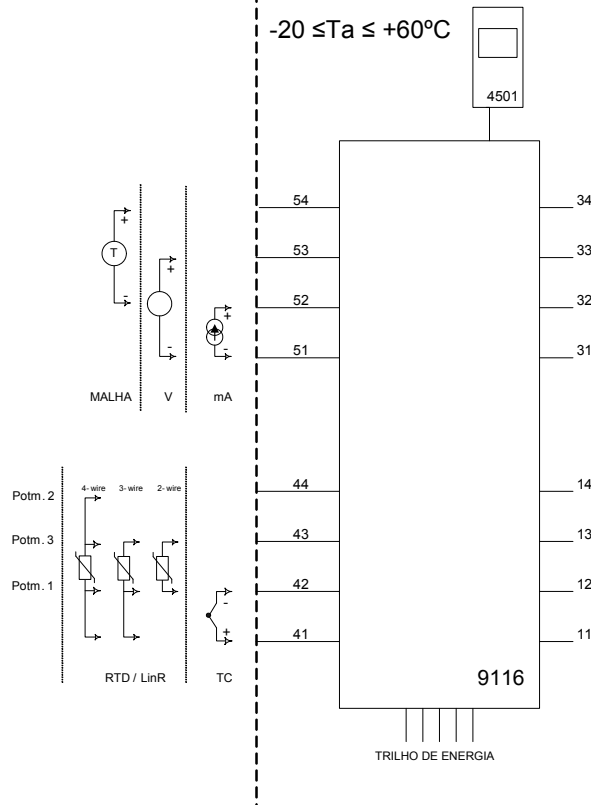 -20 ≤Ta ≤ +60ºC
4501
54
34
+
T
53
33
+
-
52
32
+
51
31
-
-
MALHA
V
mA
4-wire
3-wire
2-wire
Potm. 2
44
14
Potm. 3
43
13
Potm. 1
42
12
-
+
41
11
RTD / LinR
TC
9116
TRILHO DE ENERGIA